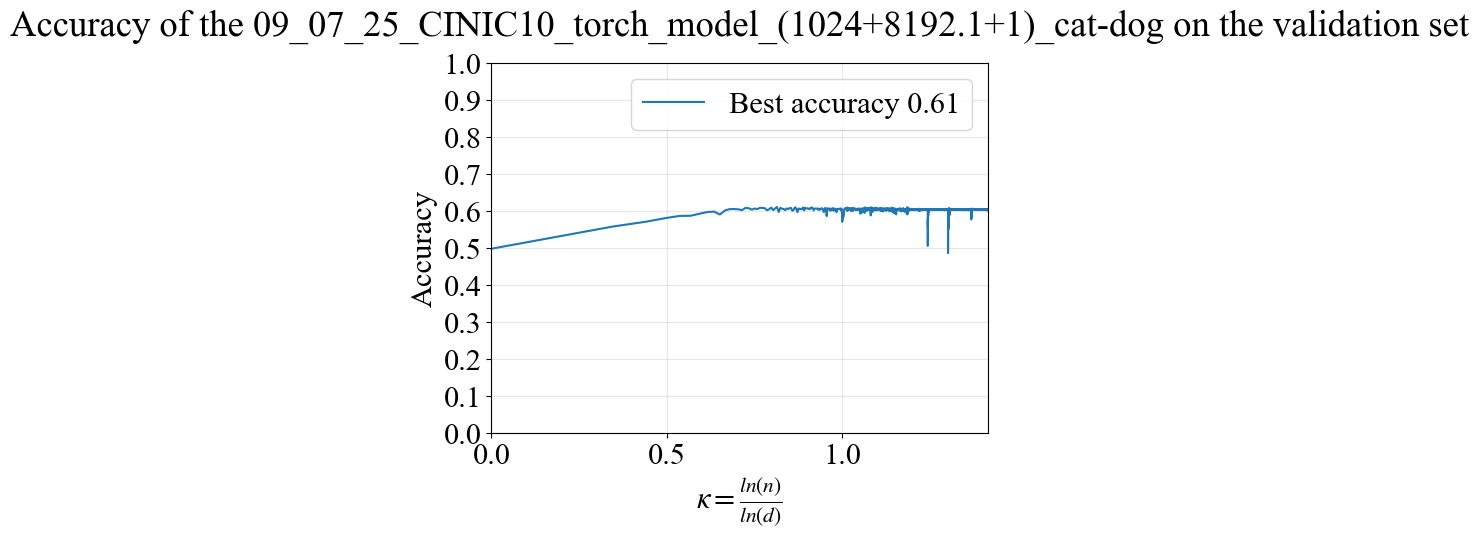 Accuracy of the 09_07_25_CINIC10_torch_model_(1024+8192.1+1)_cat-dog on the validation set
1.0
0.9
0.8
0.7
0.6
0.5
0.4
0.3
0.2
0.1
0.0
Accuracy
Best accuracy 0.61
0.0 0.5 1.0
κ = ln(n)
ln(d)